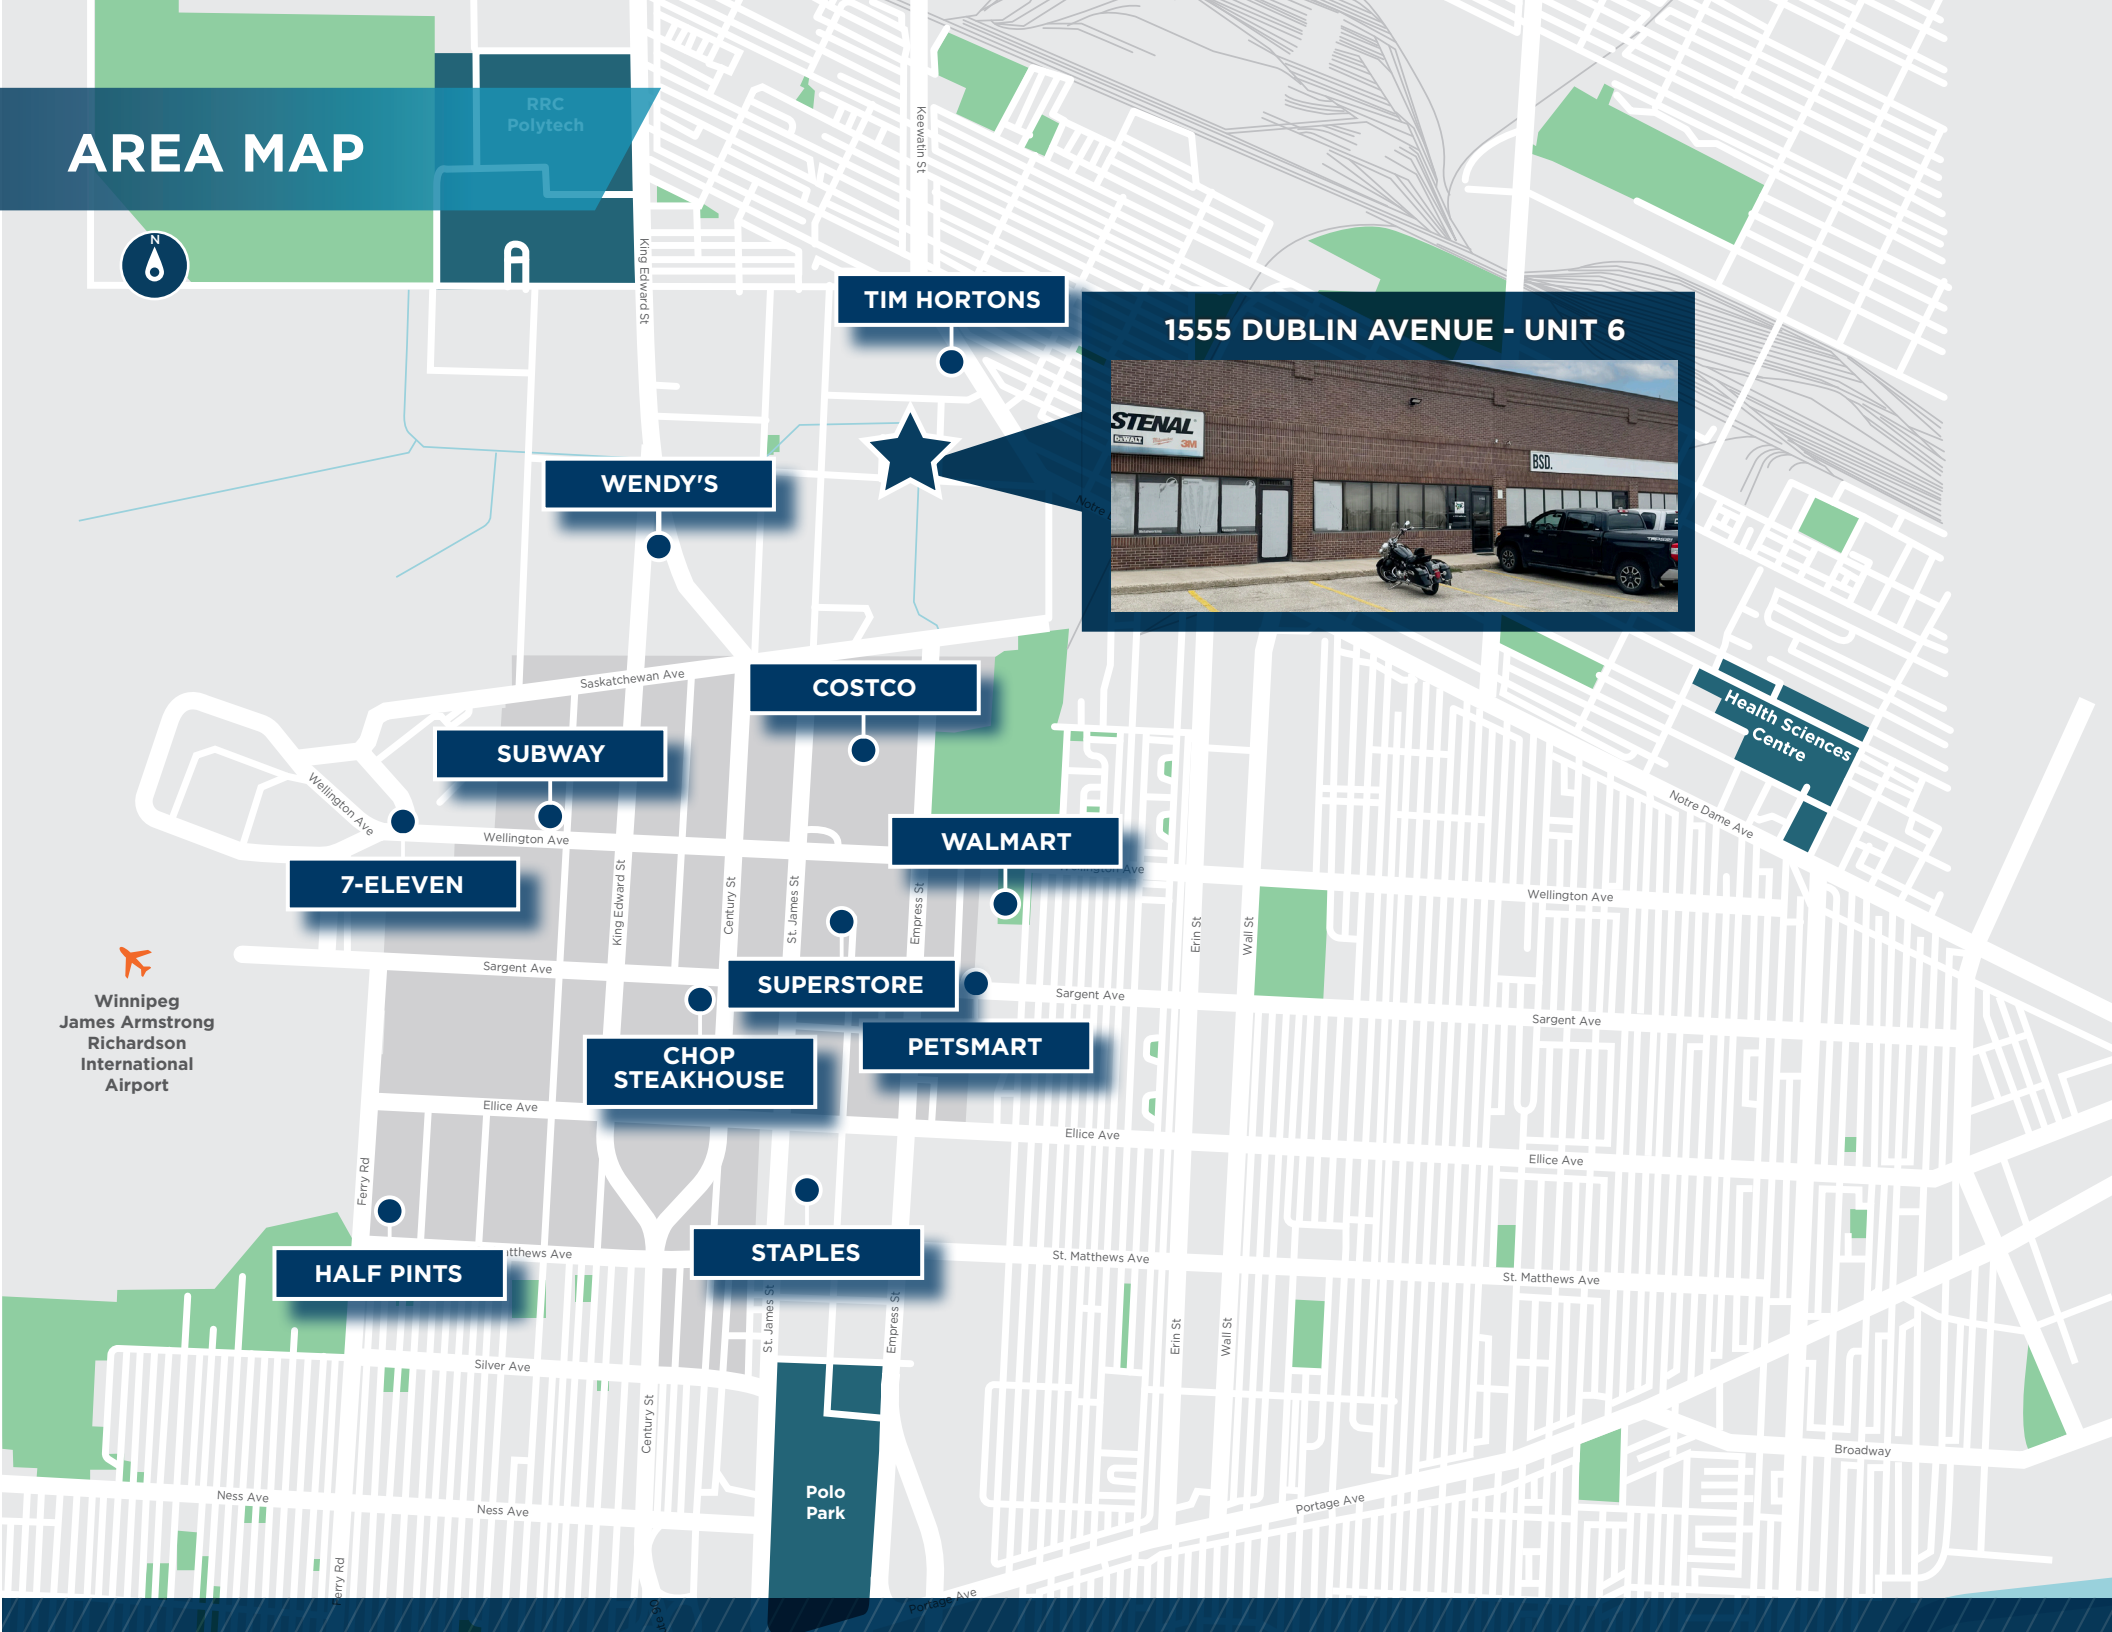 RRC
Polytech
AREA MAP
N
Keewatin St
King Edward St
TIM HORTONS
1555 DUBLIN AVENUE - UNIT 6
STENAL
DEWALT
3M
BSD.
WENDY'S
Notre
Saskatchewan Ave
COSTCO
SUBWAY
Health Sciences
Centre
Wellington Ave
Notre Dame Ave
Wellington Ave
WALMART
7-ELEVEN
Wellington Ave
King Edward St
Century St
St. James St
Empress St
Erin St
Wall St
Sargent Ave
SUPERSTORE
Sargent Ave
Sargent Ave
Winnipeg
James Armstrong
Richardson
International
Airport
CHOP
STEAKHOUSE
PETSMART
Ellice Ave
Ellice Ave
Ellice Ave
Ferry Rd
HALF PINTS
atthews Ave
STAPLES
St. Matthews Ave
St. Matthews Ave
St. James St
Empress St
Erin St
Wall St
Silver Ave
Century St
Broadway
Polo
Park
Ness Ave
Ness Ave
Portage Ave
Ferry Rd
Portage Ave